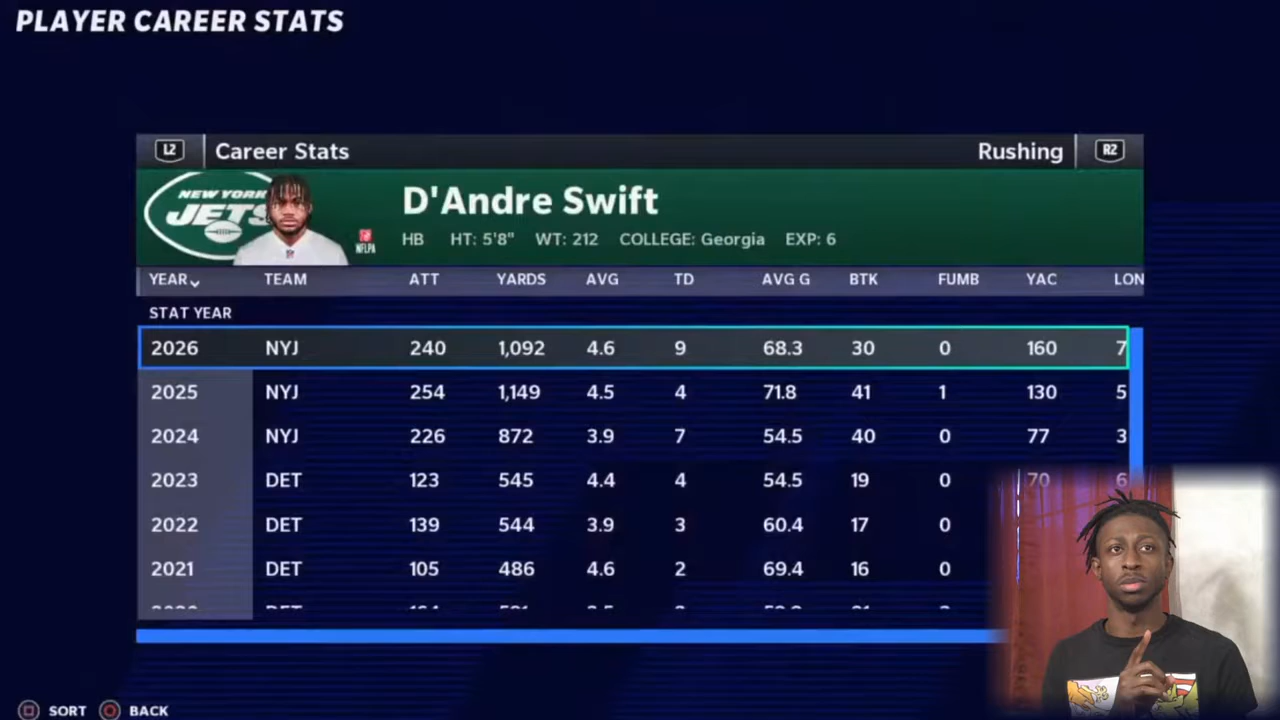 PLAYER CAREER STATS
L2 Career Stats Rushing R2
NEW YORK
JETS
D'Andre Swift
NFLPA
HB HT: 5'8" WT: 212 COLLEGE: Georgia EXP: 6
YEAR TEAM ATT YARDS AVG TD AVG G BTK FUMB YAC LON
STAT YEAR
2026 NYJ 240 1,092 4.6 9 68.3 30 0 160 7
2025 NYJ 254 1,149 4.5 4 71.8 41 1 130 5
2024 NYJ 226 872 3.9 7 54.5 40 0 77 3
2023 DET 123 545 4.4 4 54.5 19 0 70 6
2022 DET 139 544 3.9 3 60.4 17 0
2021 DET 105 486 4.6 2 69.4 16 0
SORT BACK